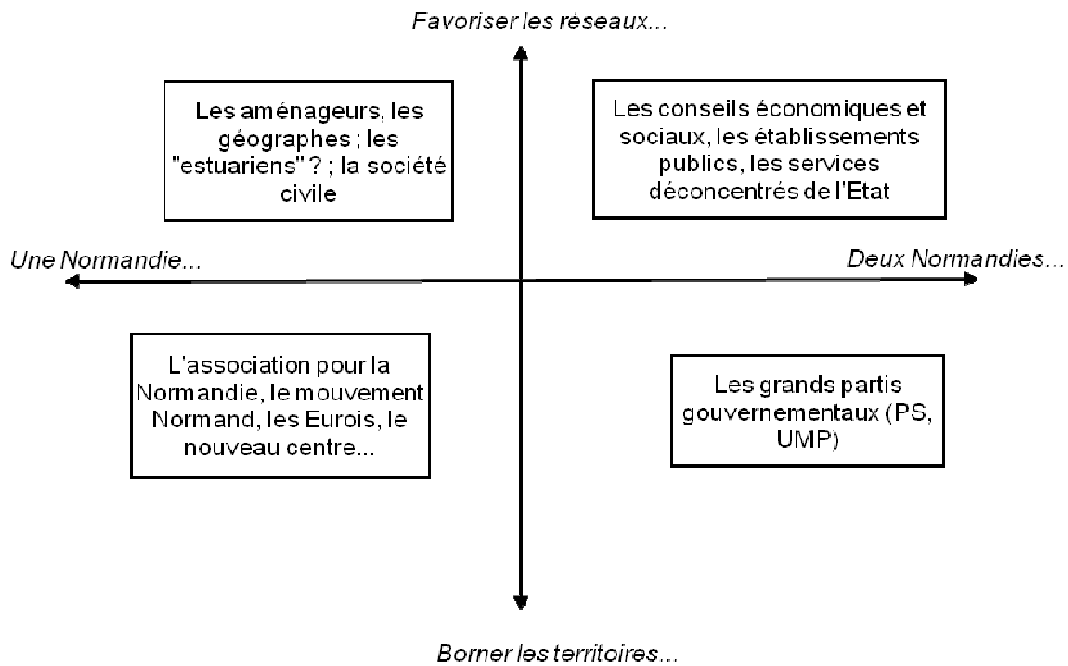 Favoriser les réseaux...
Les aménageurs, les
géographes ; les
"estuariens" ? ; la société
civile
Les conseils économiques et
sociaux, les établissements
publics, les services
déconcentrés de l'Etat
Une Normandie...
Deux Normandies...
L'association pour la
Normandie, le mouvement
Normand, les Eurois, le
nouveau centre...
Les grands partis
gouvernementaux (PS,
UMP)
Borner les territoires...